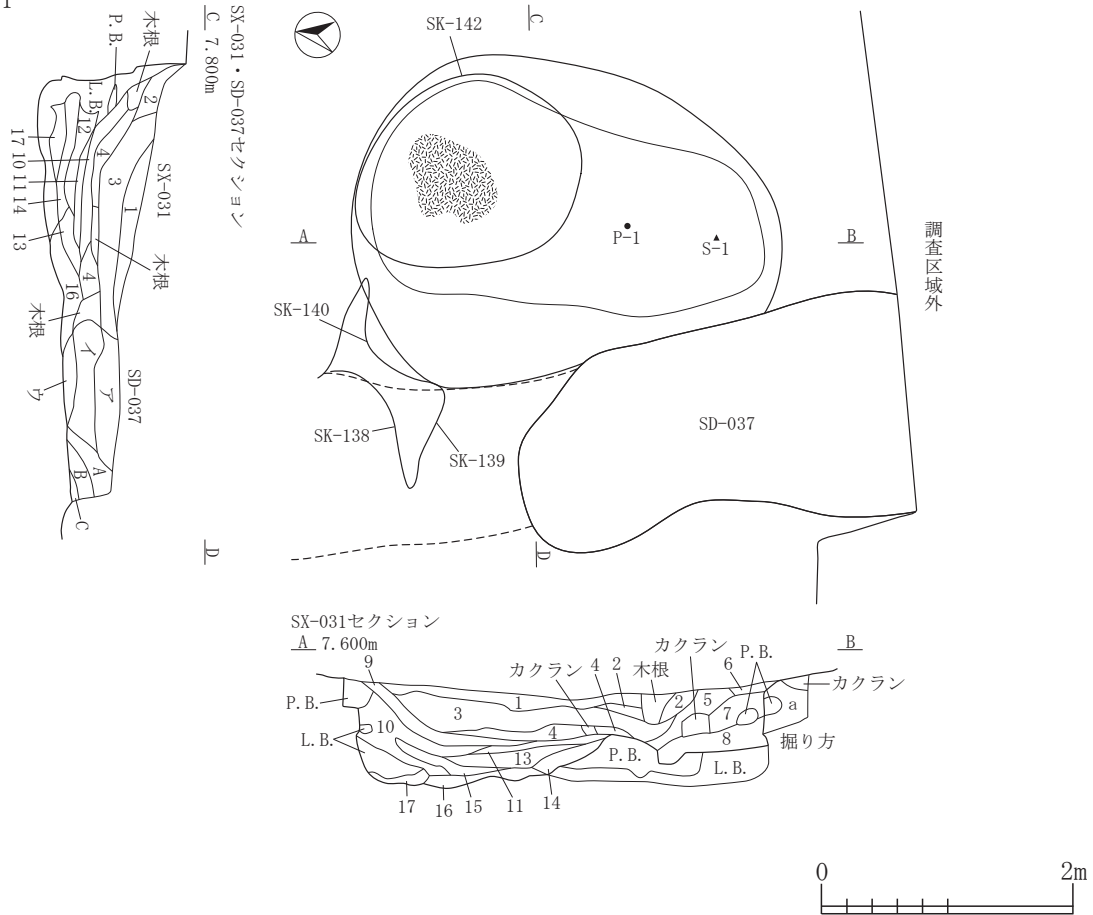 SX-031・SD-037セクション
C 7.800m
木根
P.B.
L.B.
2
12
4
3
1
SX-031
17
10
11
14
13
木根
4
16
木根
イ
ア
ウ
SD-037
A
B
C
D
SK-142
C
A
P-1
S-1
B
調査区域外
SK-140
SK-138
SK-139
SD-037
D
SX-031セクション
A 7.600m
B
9
カクラン
4
2
木根
カクラン
6
P.B.
カクラン
P.B.
1
2
5
7
a
3
10
4
8
掘り方
L.B.
13
P.B.
L.B.
17
16
15
11
14
0
2m